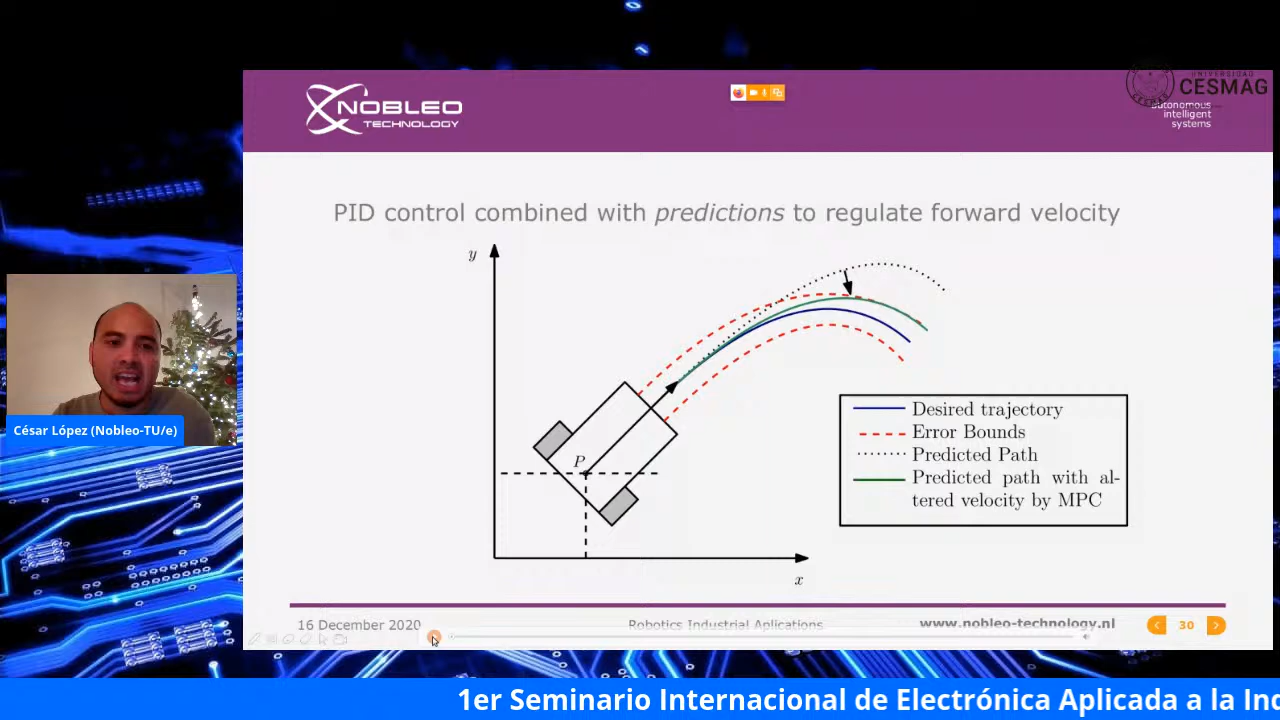 NOBLEO
TECHNOLOGY
UNIVERSIDAD
CESMAG
autonomous
intelligent
systems
PID control combined with predictions to regulate forward velocity
y
P
x
Desired trajectory
Error Bounds
Predicted Path
Predicted path with al-
tered velocity by MPC
César López (Nobleo-TU/e)
16 December 2020
Robotics Industrial Aplications
www.nobleo-technology.nl
30
1er Seminario Internacional de Electrónica Aplicada a la Ind